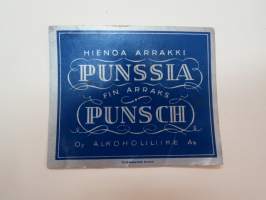 HIENOA ARRAKKI
PUNSSIA
FIN ARRAKS
PUNSCH
OY ALKOHOLILIIKE AB